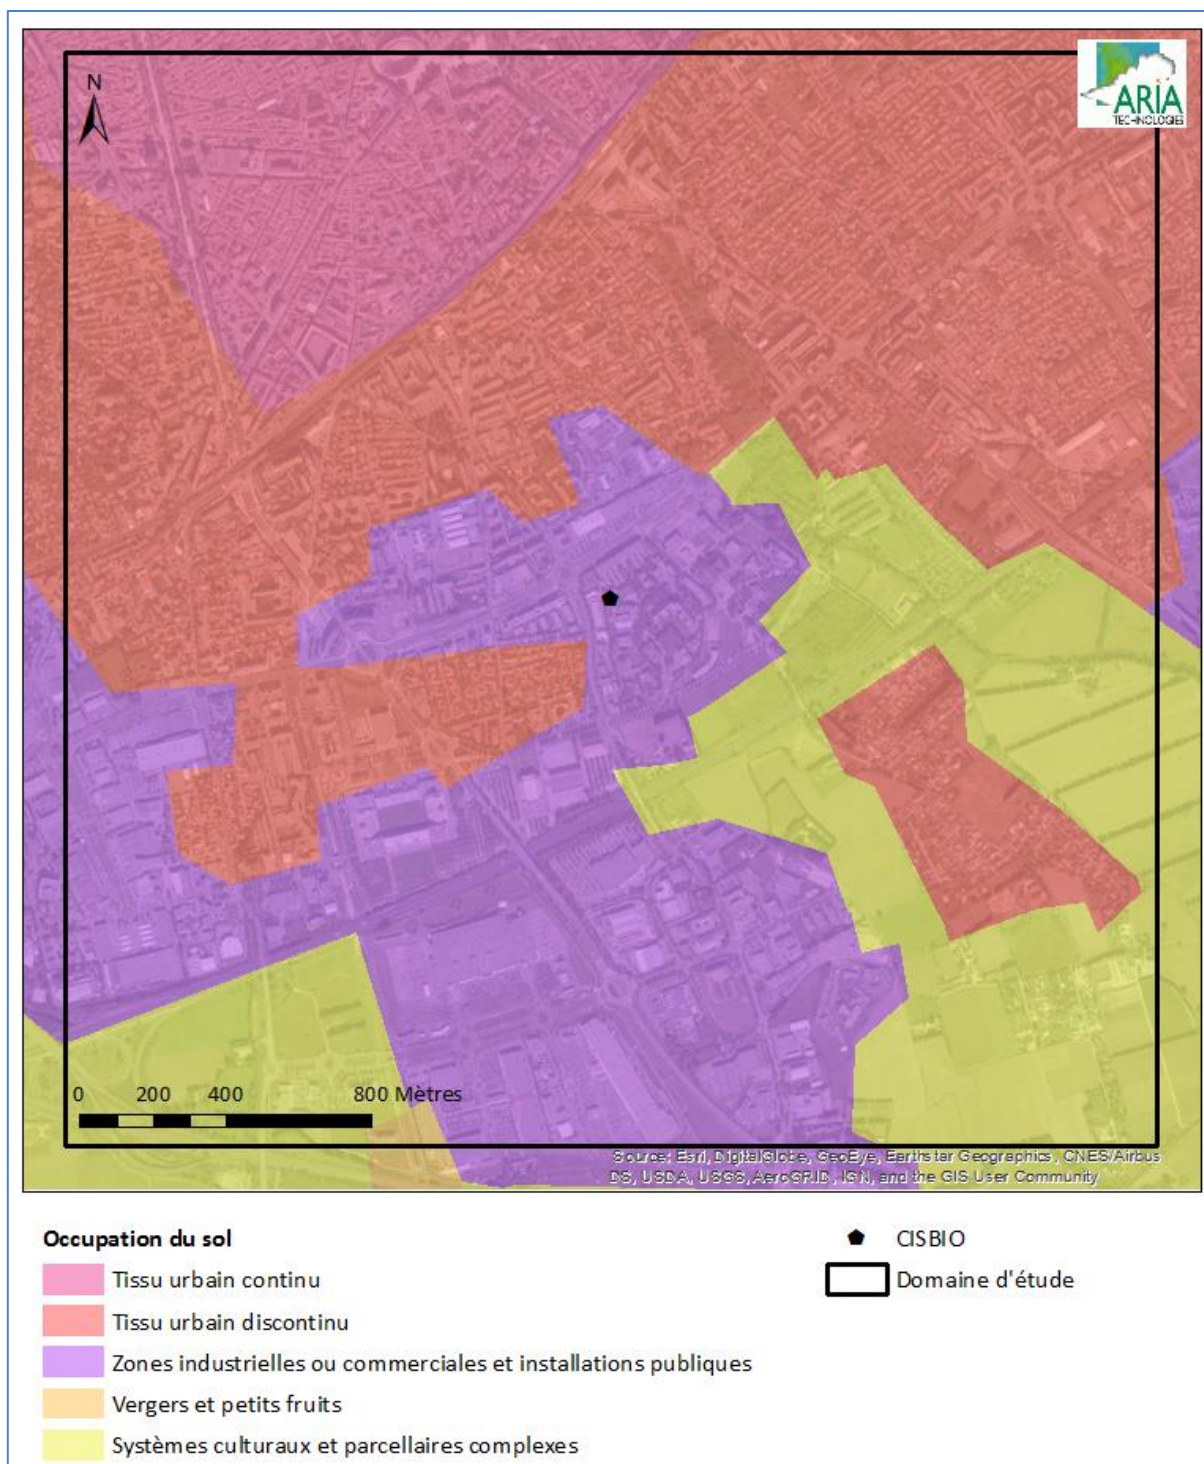 N
ARIA
TECHNOLOGIES
0 200 400 800 Mètres
Source: Esri, DigitalGlobe, GeoEye, Earthstar Geographics, CNES/Airbus
DS, USDA, USGS, AeroGRID, IGN, and the GIS User Community
Occupation du sol
Tissu urbain continu
Tissu urbain discontinu
Zones industrielles ou commerciales et installations publiques
Vergers et petits fruits
Systèmes culturaux et parcellaires complexes
CISBIO
Domaine d'étude